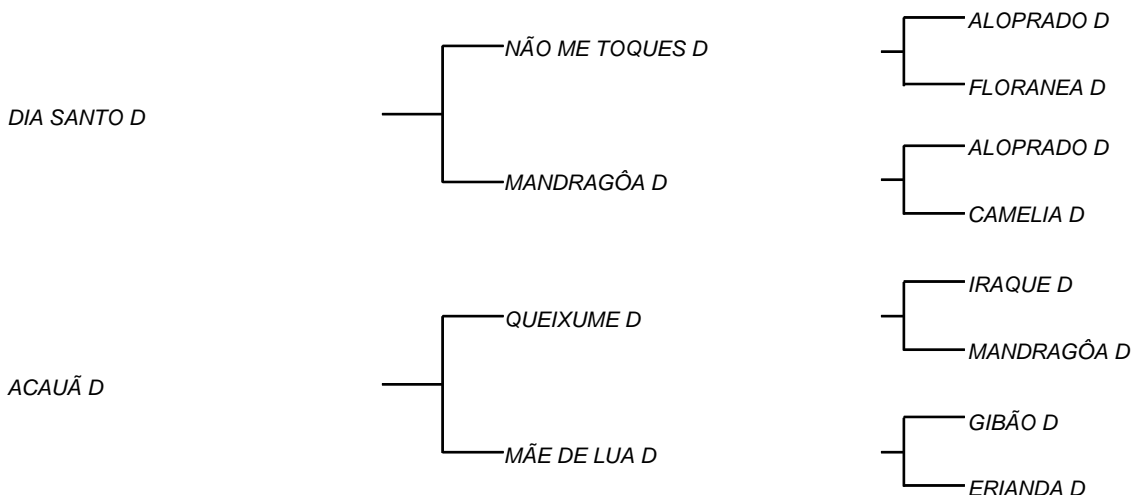 ALOPRADO D
NÃO ME TOQUES D
FLORANEA D
DIA SANTO D
ALOPRADO D
MANDRAGÔA D
CAMELIA D
IRAQUE D
QUEIXUME D
MANDRAGÔA D
ACAUÃ D
GIBÃO D
MÃE DE LUA D
ERIANDA D